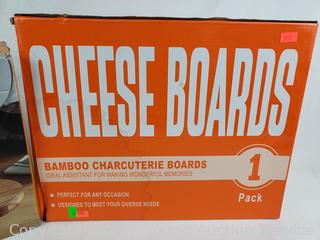 CHEESE BOARDS
BAMBOO CHARCUTERIE BOARDS
IDEAL ASSISTANT FOR MAKING WONDERFUL MEMORIES
• PERFECT FOR ANY OCCASION
• DESIGNED TO MEET YOUR DIVERSE NEEDS
1
Pack